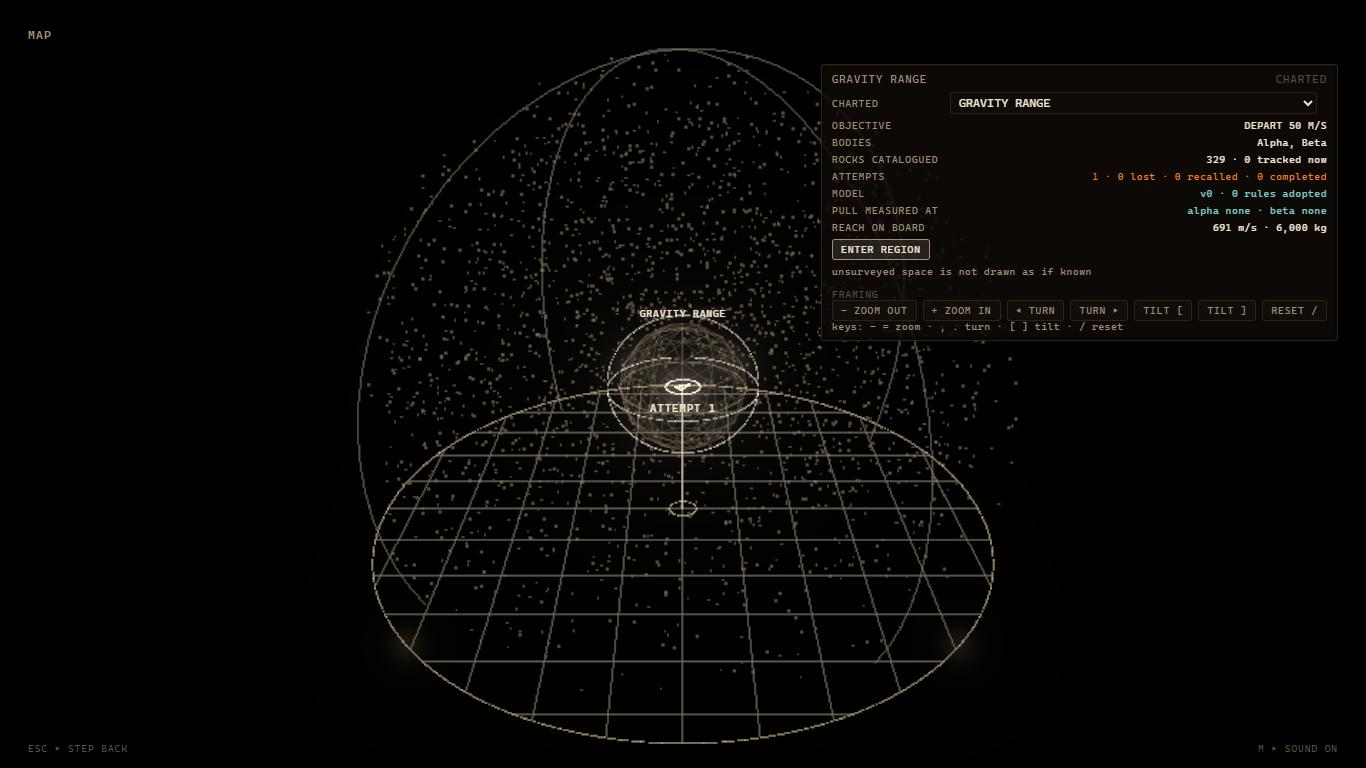 MAP
GRAVITY RANGE CHARTED
CHARTED GRAVITY RANGE
OBJECTIVE DEPART 50 M/S
BODIES Alpha, Beta
ROCKS CATALOGUED 329 · 0 tracked now
ATTEMPTS 1 · 0 lost · 0 recalled · 0 completed
MODEL v0 · 0 rules adopted
PULL MEASURED AT alpha none · beta none
REACH ON BOARD 691 m/s · 6,000 kg
ENTER REGION
unsurveyed space is not drawn as if known
FRAMING
− ZOOM OUT + ZOOM IN ◂ TURN TURN ▸ TILT [ TILT ] RESET /
keys: − = zoom · , . turn · [ ] tilt · / reset
GRAVITY RANGE
ATTEMPT 1
ESC ▸ STEP BACK
M ▸ SOUND ON